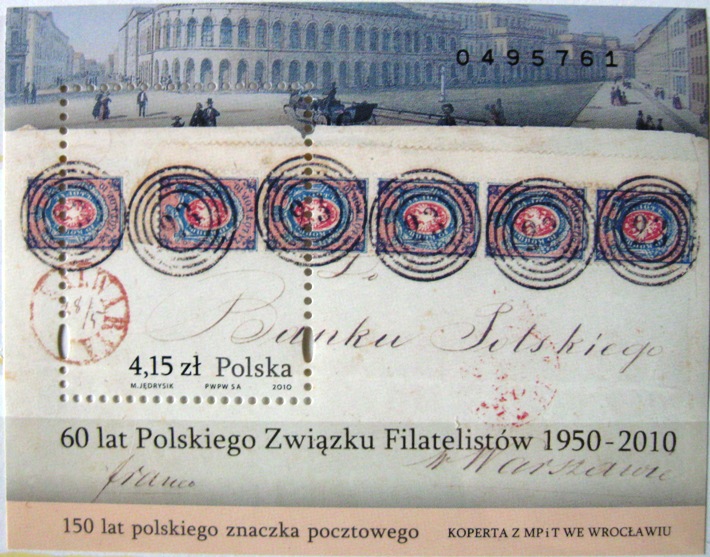 0495761
Do
Banku Polskiego
4,15 zł Polska
M.JĘDRYSIK PWPW SA 2010
60 lat Polskiego Związku Filatelistów 1950-2010
w Warszawie
franco
150 lat polskiego znaczka pocztowego KOPERTA Z MPiT WE WROCŁAWIU